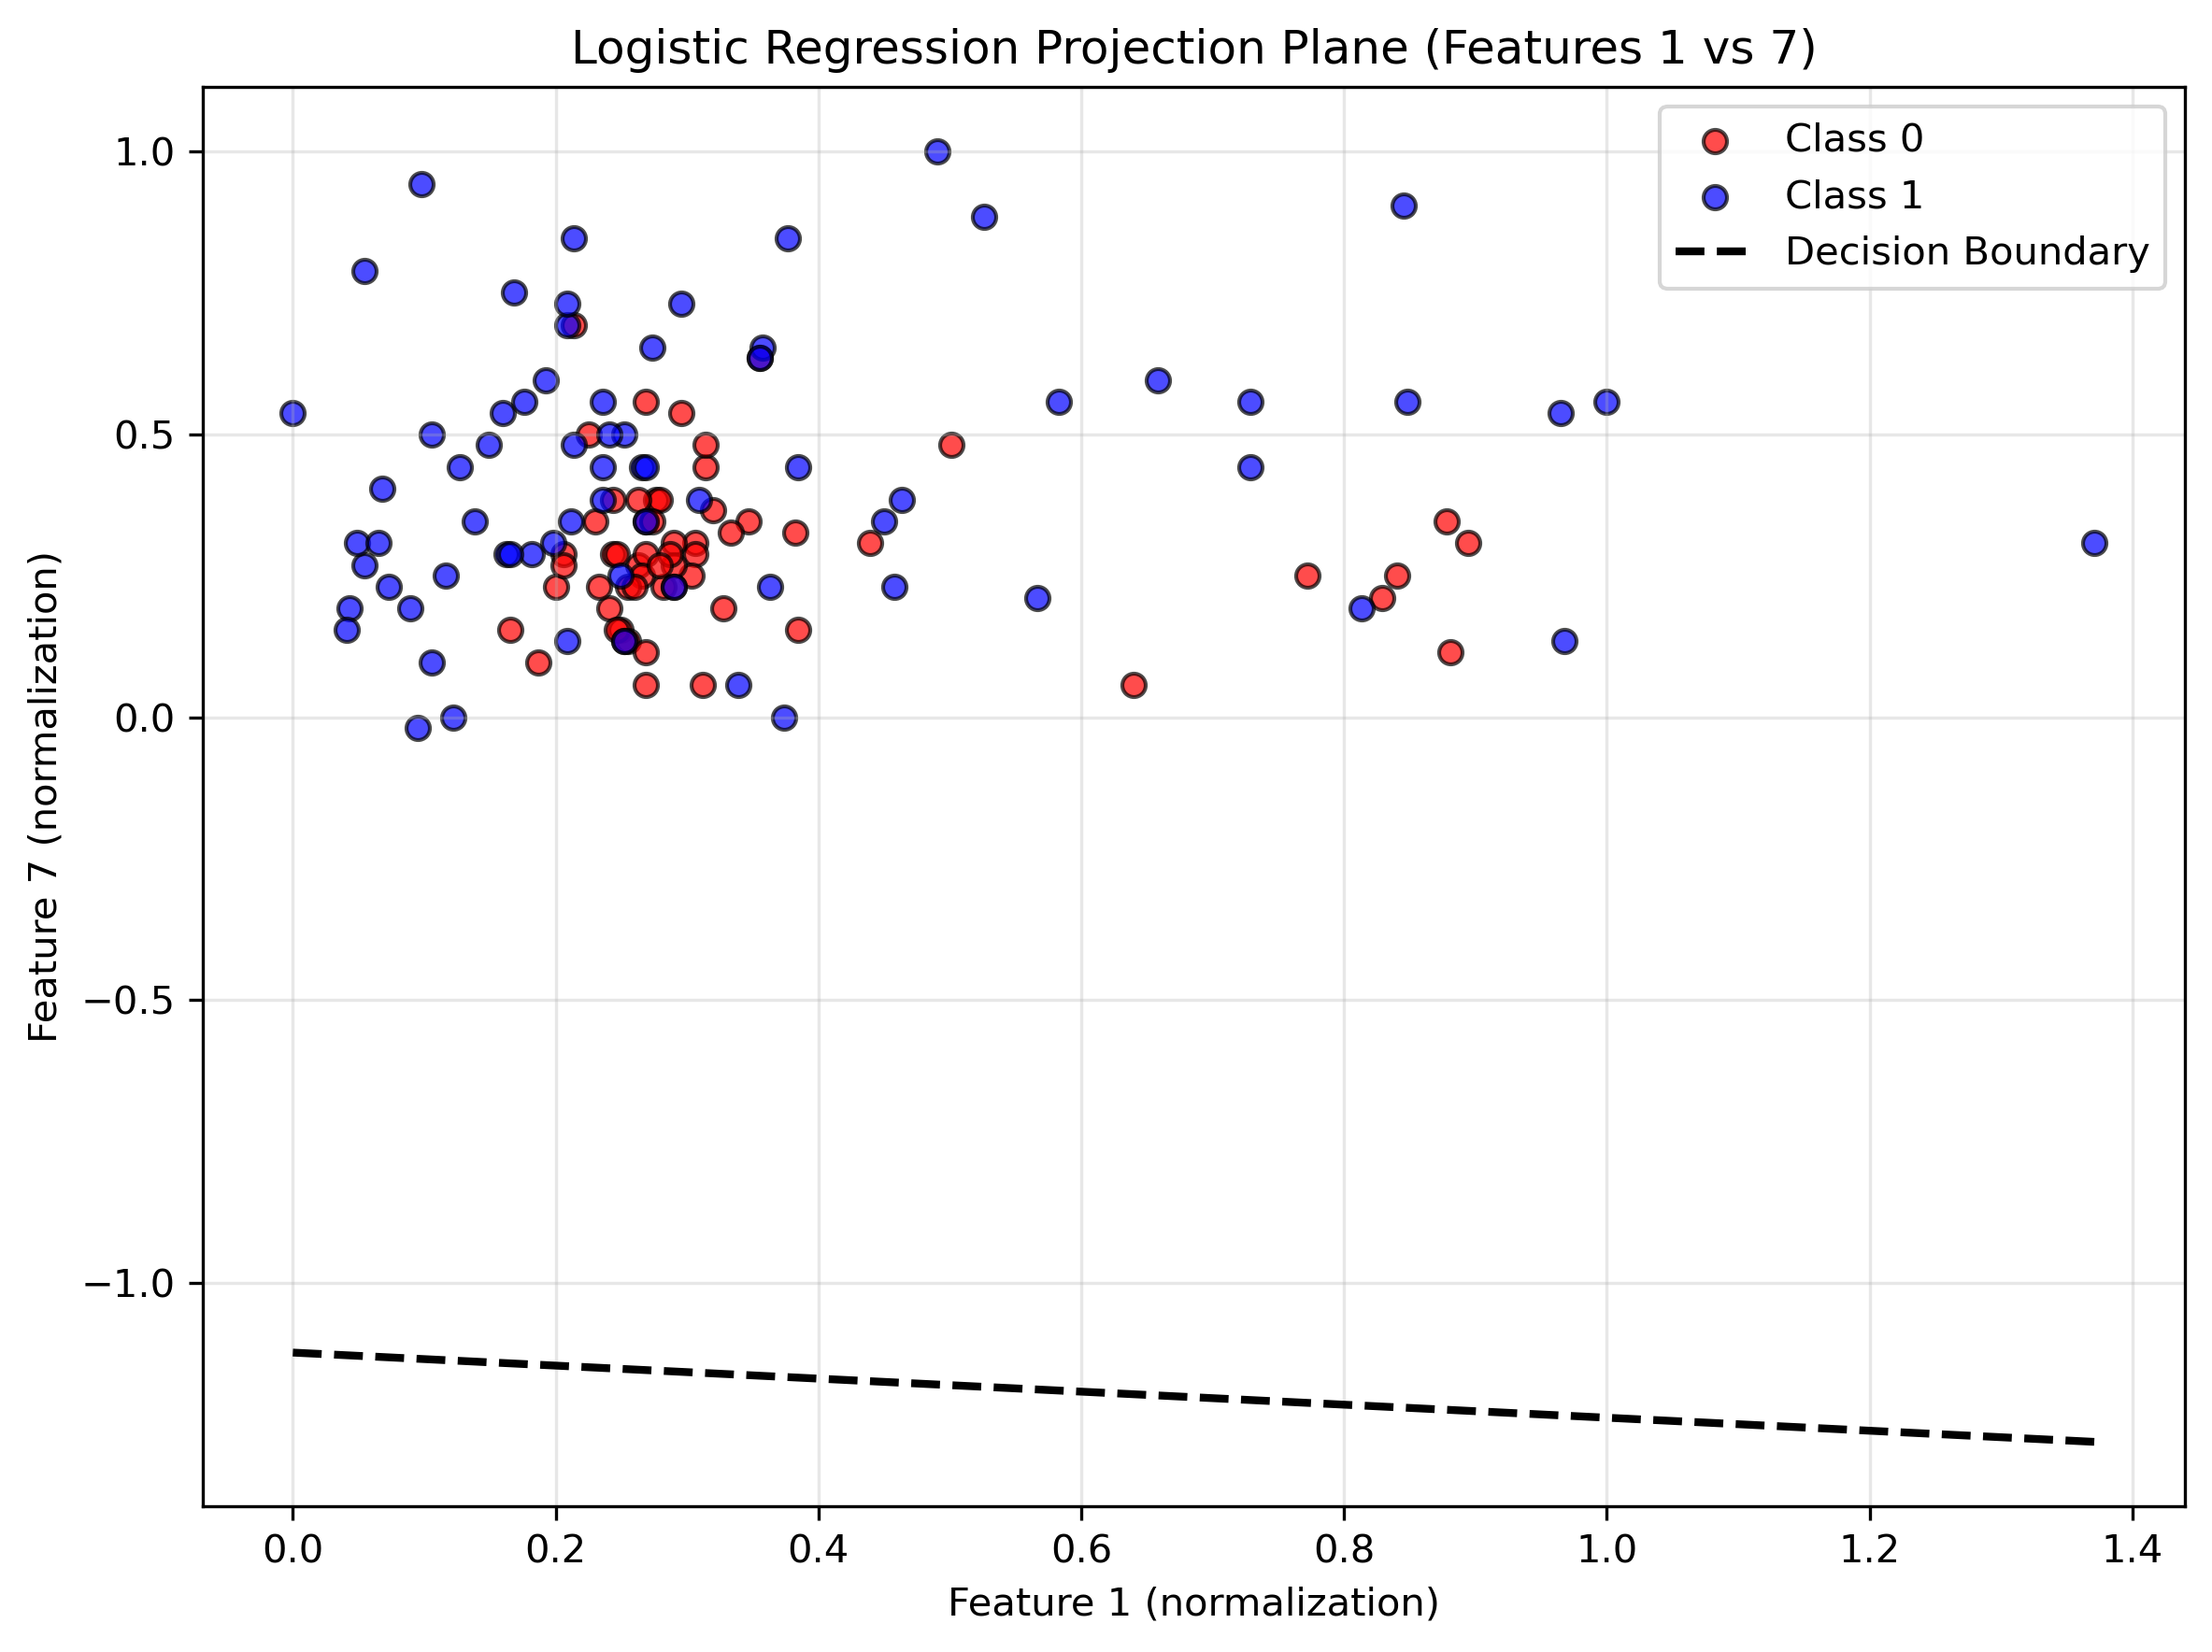 Logistic Regression Projection Plane (Features 1 vs 7)
Class 0
Class 1
Decision Boundary
1.0
0.5
0.0
−0.5
−1.0
Feature 7 (normalization)
0.0 0.2 0.4 0.6 0.8 1.0 1.2 1.4
Feature 1 (normalization)